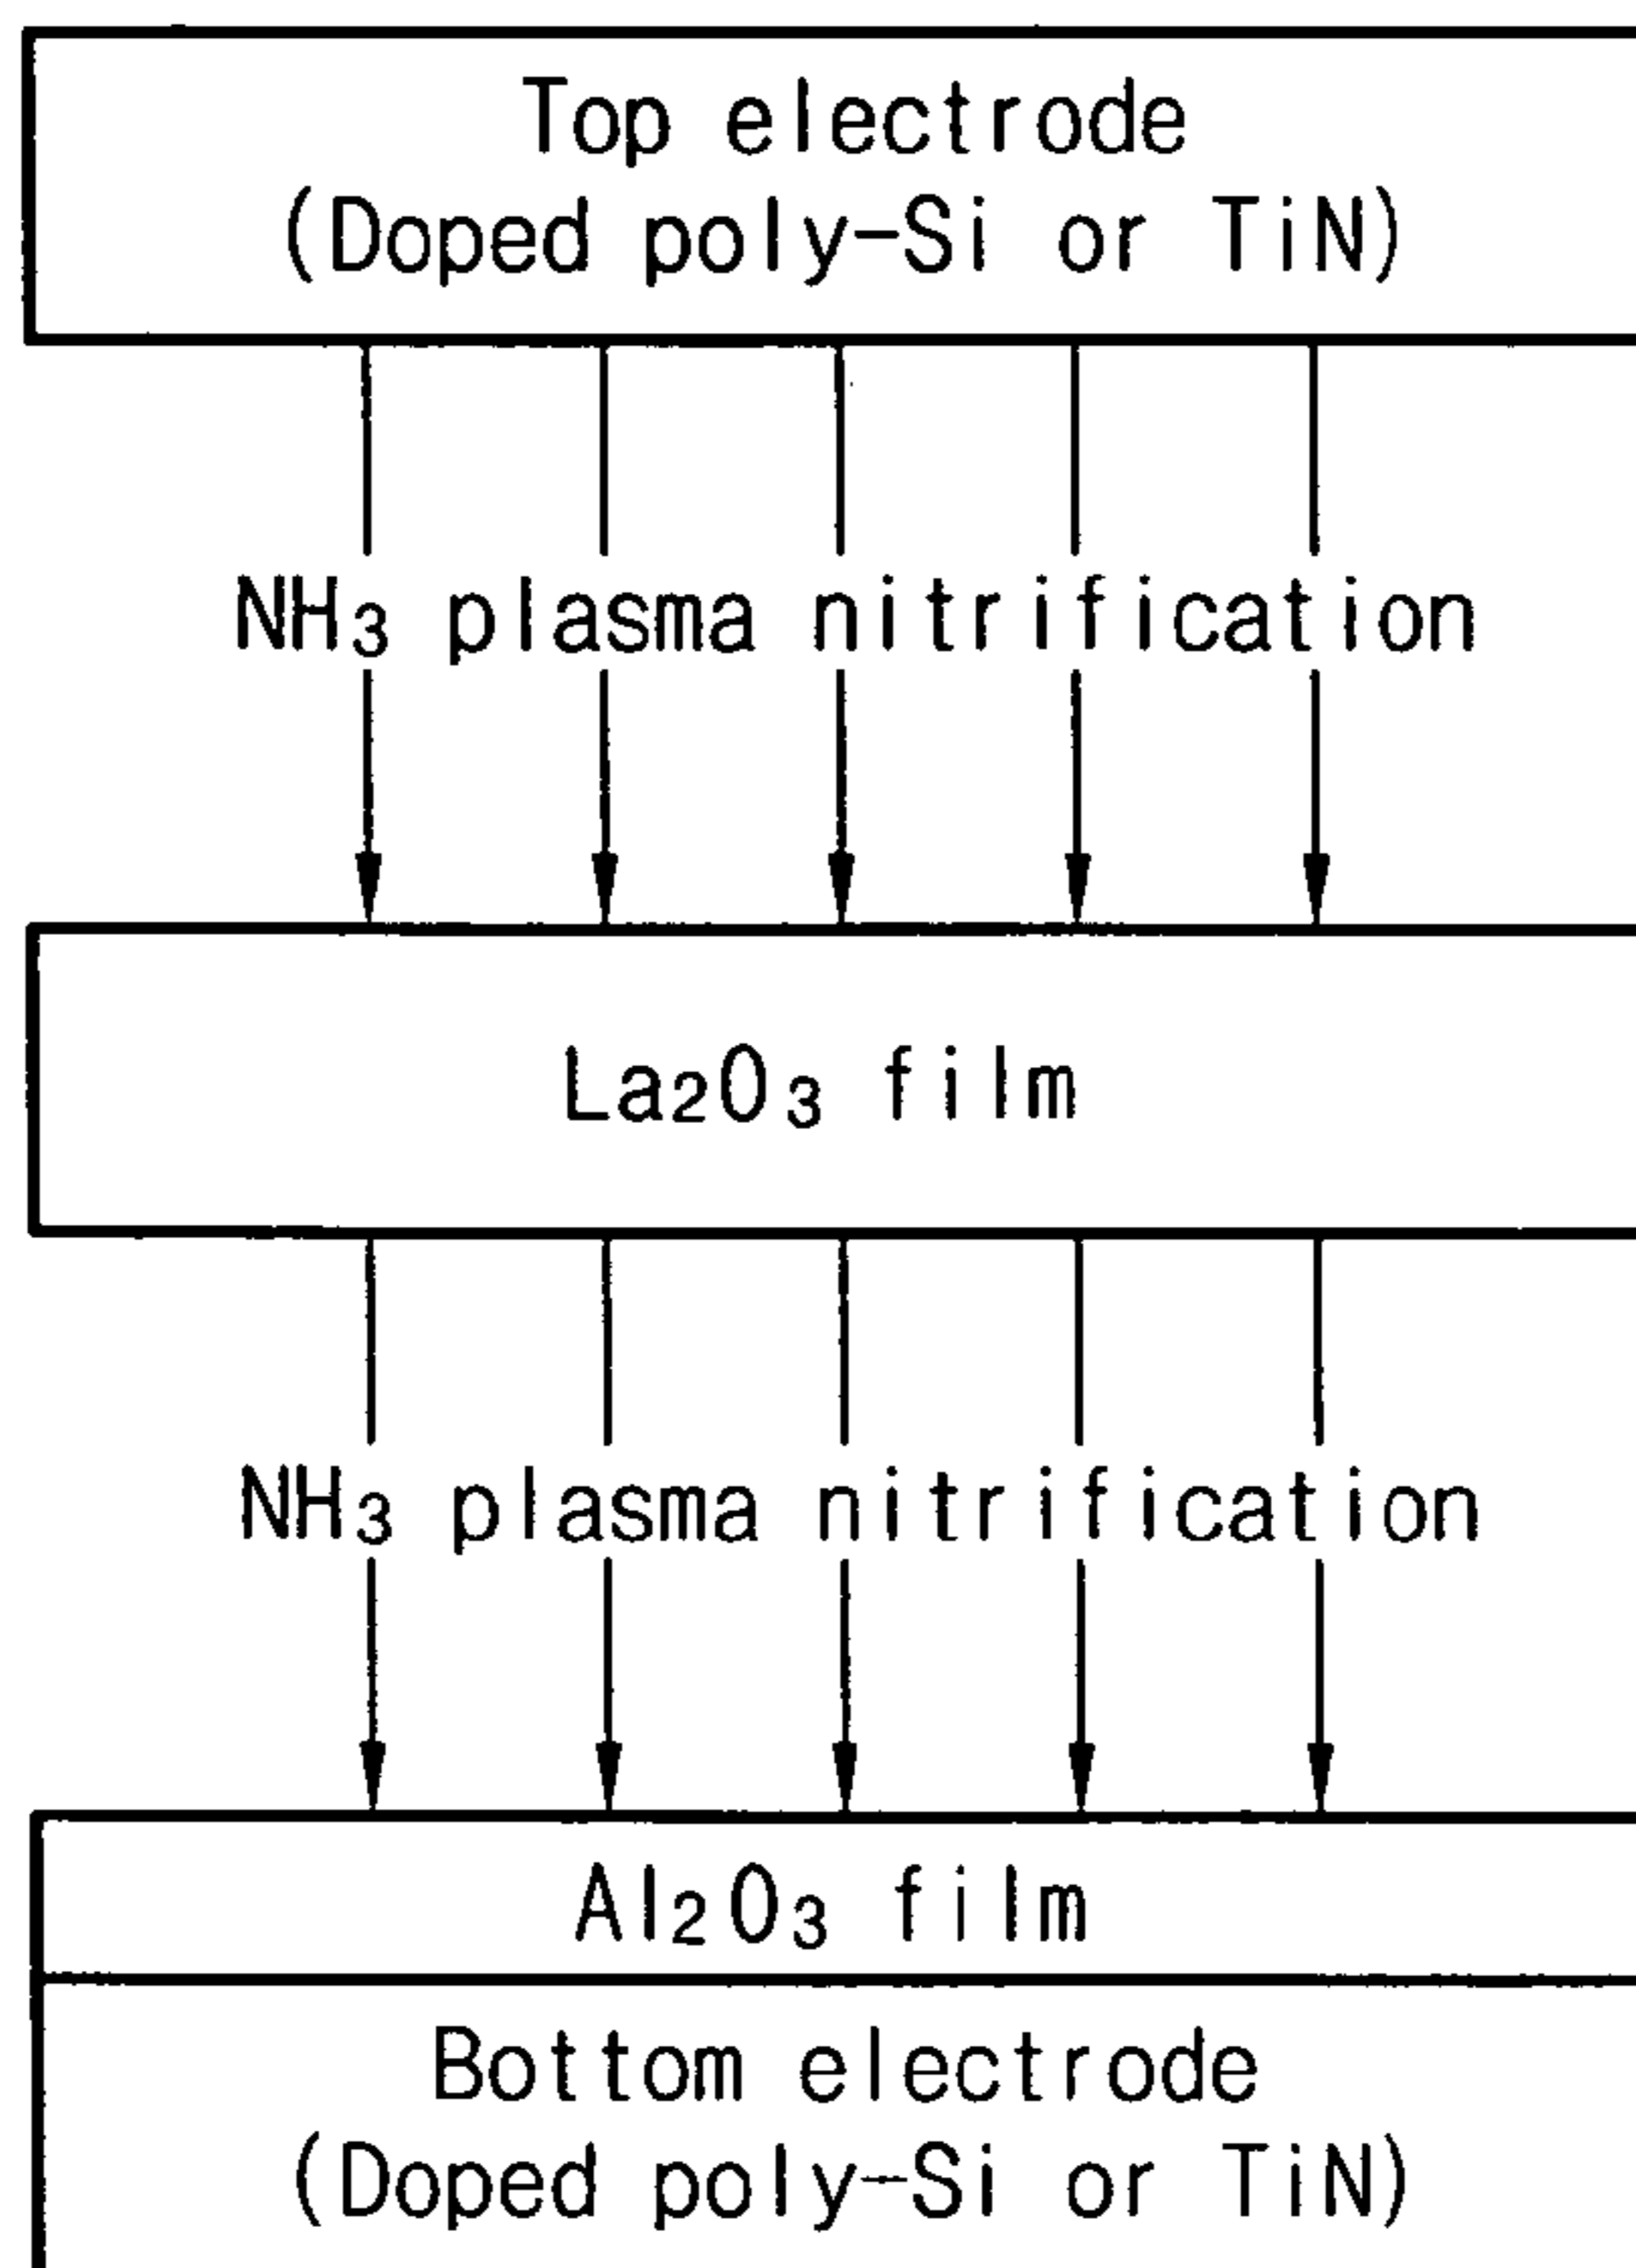 Top electrode
(Doped poly-Si or TiN)
NH₃ plasma nitrification
La₂O₃ film
NH₃ plasma nitrification
Al₂O₃ film
Bottom electrode
(Doped poly-Si or TiN)